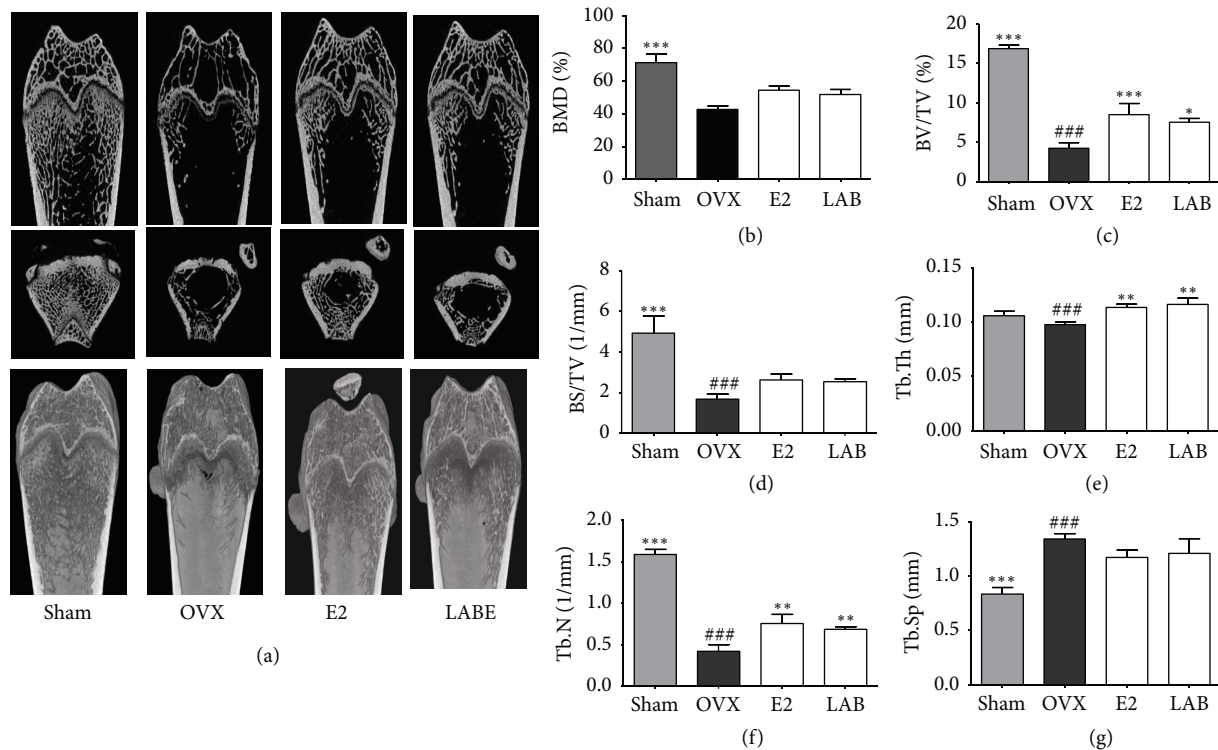 Sham OVX E2 LABE
(a)
BMD (%)
100
80
60
40
20
0
***
Sham OVX E2 LAB
(b)
BV/TV (%)
20
15
10
5
0
***
###
***
*
Sham OVX E2 LAB
(c)
BS/TV (1/mm)
8
6
4
2
0
***
###
Sham OVX E2 LAB
(d)
Tb.Th (mm)
0.15
0.10
0.05
0.00
###
**
**
Sham OVX E2 LAB
(e)
Tb.N (1/mm)
2.0
1.5
1.0
0.5
0.0
***
###
**
**
Sham OVX E2 LAB
(f)
Tb.Sp (mm)
1.5
1.0
0.5
0.0
***
###
Sham OVX E2 LAB
(g)